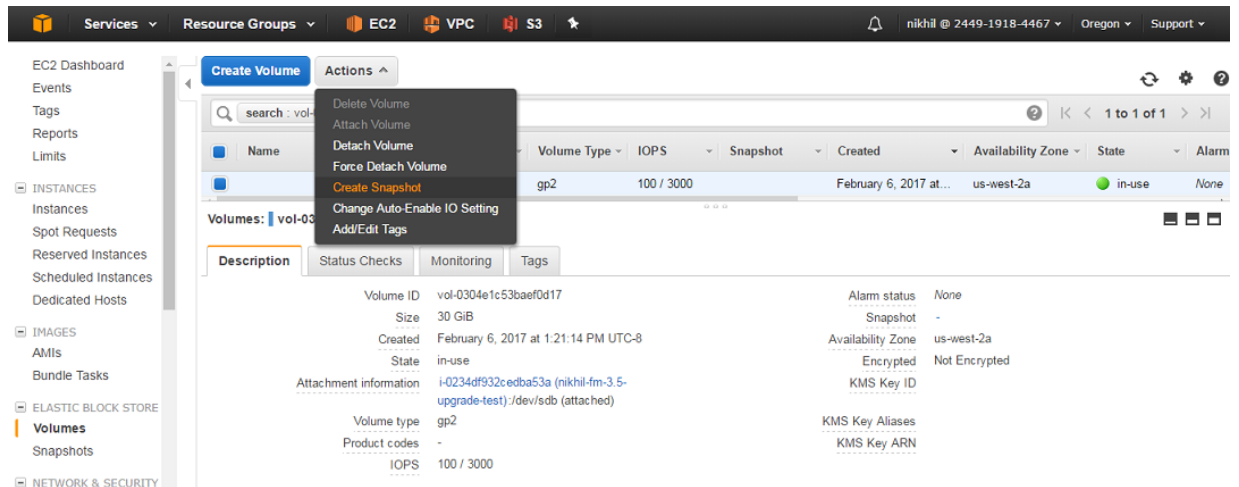 Services Resource Groups EC2 VPC S3 nikhil @ 2449-1918-4467 Oregon Support
EC2 Dashboard
Events
Tags
Reports
Limits
INSTANCES
Instances
Spot Requests
Reserved Instances
Scheduled Instances
Dedicated Hosts
IMAGES
AMIs
Bundle Tasks
ELASTIC BLOCK STORE
Volumes
Snapshots
NETWORK & SECURITY
Create Volume Actions
Delete Volume
Attach Volume
Detach Volume
Force Detach Volume
Create Snapshot
Change Auto-Enable IO Setting
Add/Edit Tags
search : vol- 1 to 1 of 1
Name Volume Type IOPS Snapshot Created Availability Zone State Alarm
gp2 100 / 3000 February 6, 2017 at... us-west-2a in-use None
Volumes: vol-03
Description Status Checks Monitoring Tags
Volume ID vol-0304e1c53baef0d17 Alarm status None
Size 30 GiB Snapshot -
Created February 6, 2017 at 1:21:14 PM UTC-8 Availability Zone us-west-2a
State in-use Encrypted Not Encrypted
Attachment information i-0234df932cedba53a (nikhil-fm-3.5- KMS Key ID
upgrade-test):/dev/sdb (attached)
Volume type gp2 KMS Key Aliases
Product codes - KMS Key ARN
IOPS 100 / 3000